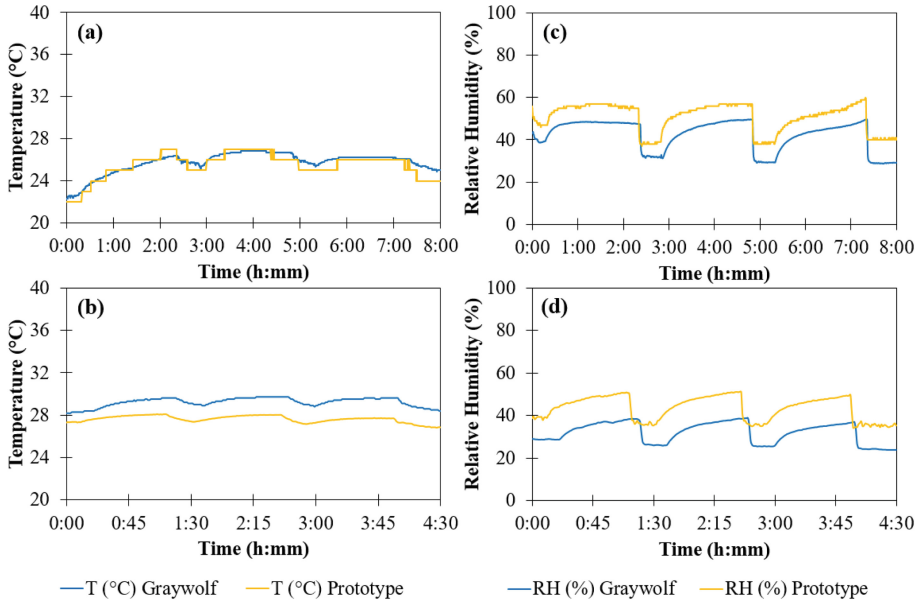 (a)
Temperature (°C)
40
36
32
28
24
20
0:00 1:00 2:00 3:00 4:00 5:00 6:00 7:00 8:00
Time (h:mm)
(c)
Relative Humidity (%)
100
80
60
40
20
0
0:00 1:00 2:00 3:00 4:00 5:00 6:00 7:00 8:00
Time (h:mm)
(b)
Temperature (°C)
40
36
32
28
24
20
0:00 0:45 1:30 2:15 3:00 3:45 4:30
Time (h:mm)
(d)
Relative Humidity (%)
100
80
60
40
20
0
0:00 0:45 1:30 3:00 3:45 4:30
Time (h:mm)
T (°C) Graywolf T (°C) Prototype
RH (%) Graywolf RH (%) Prototype